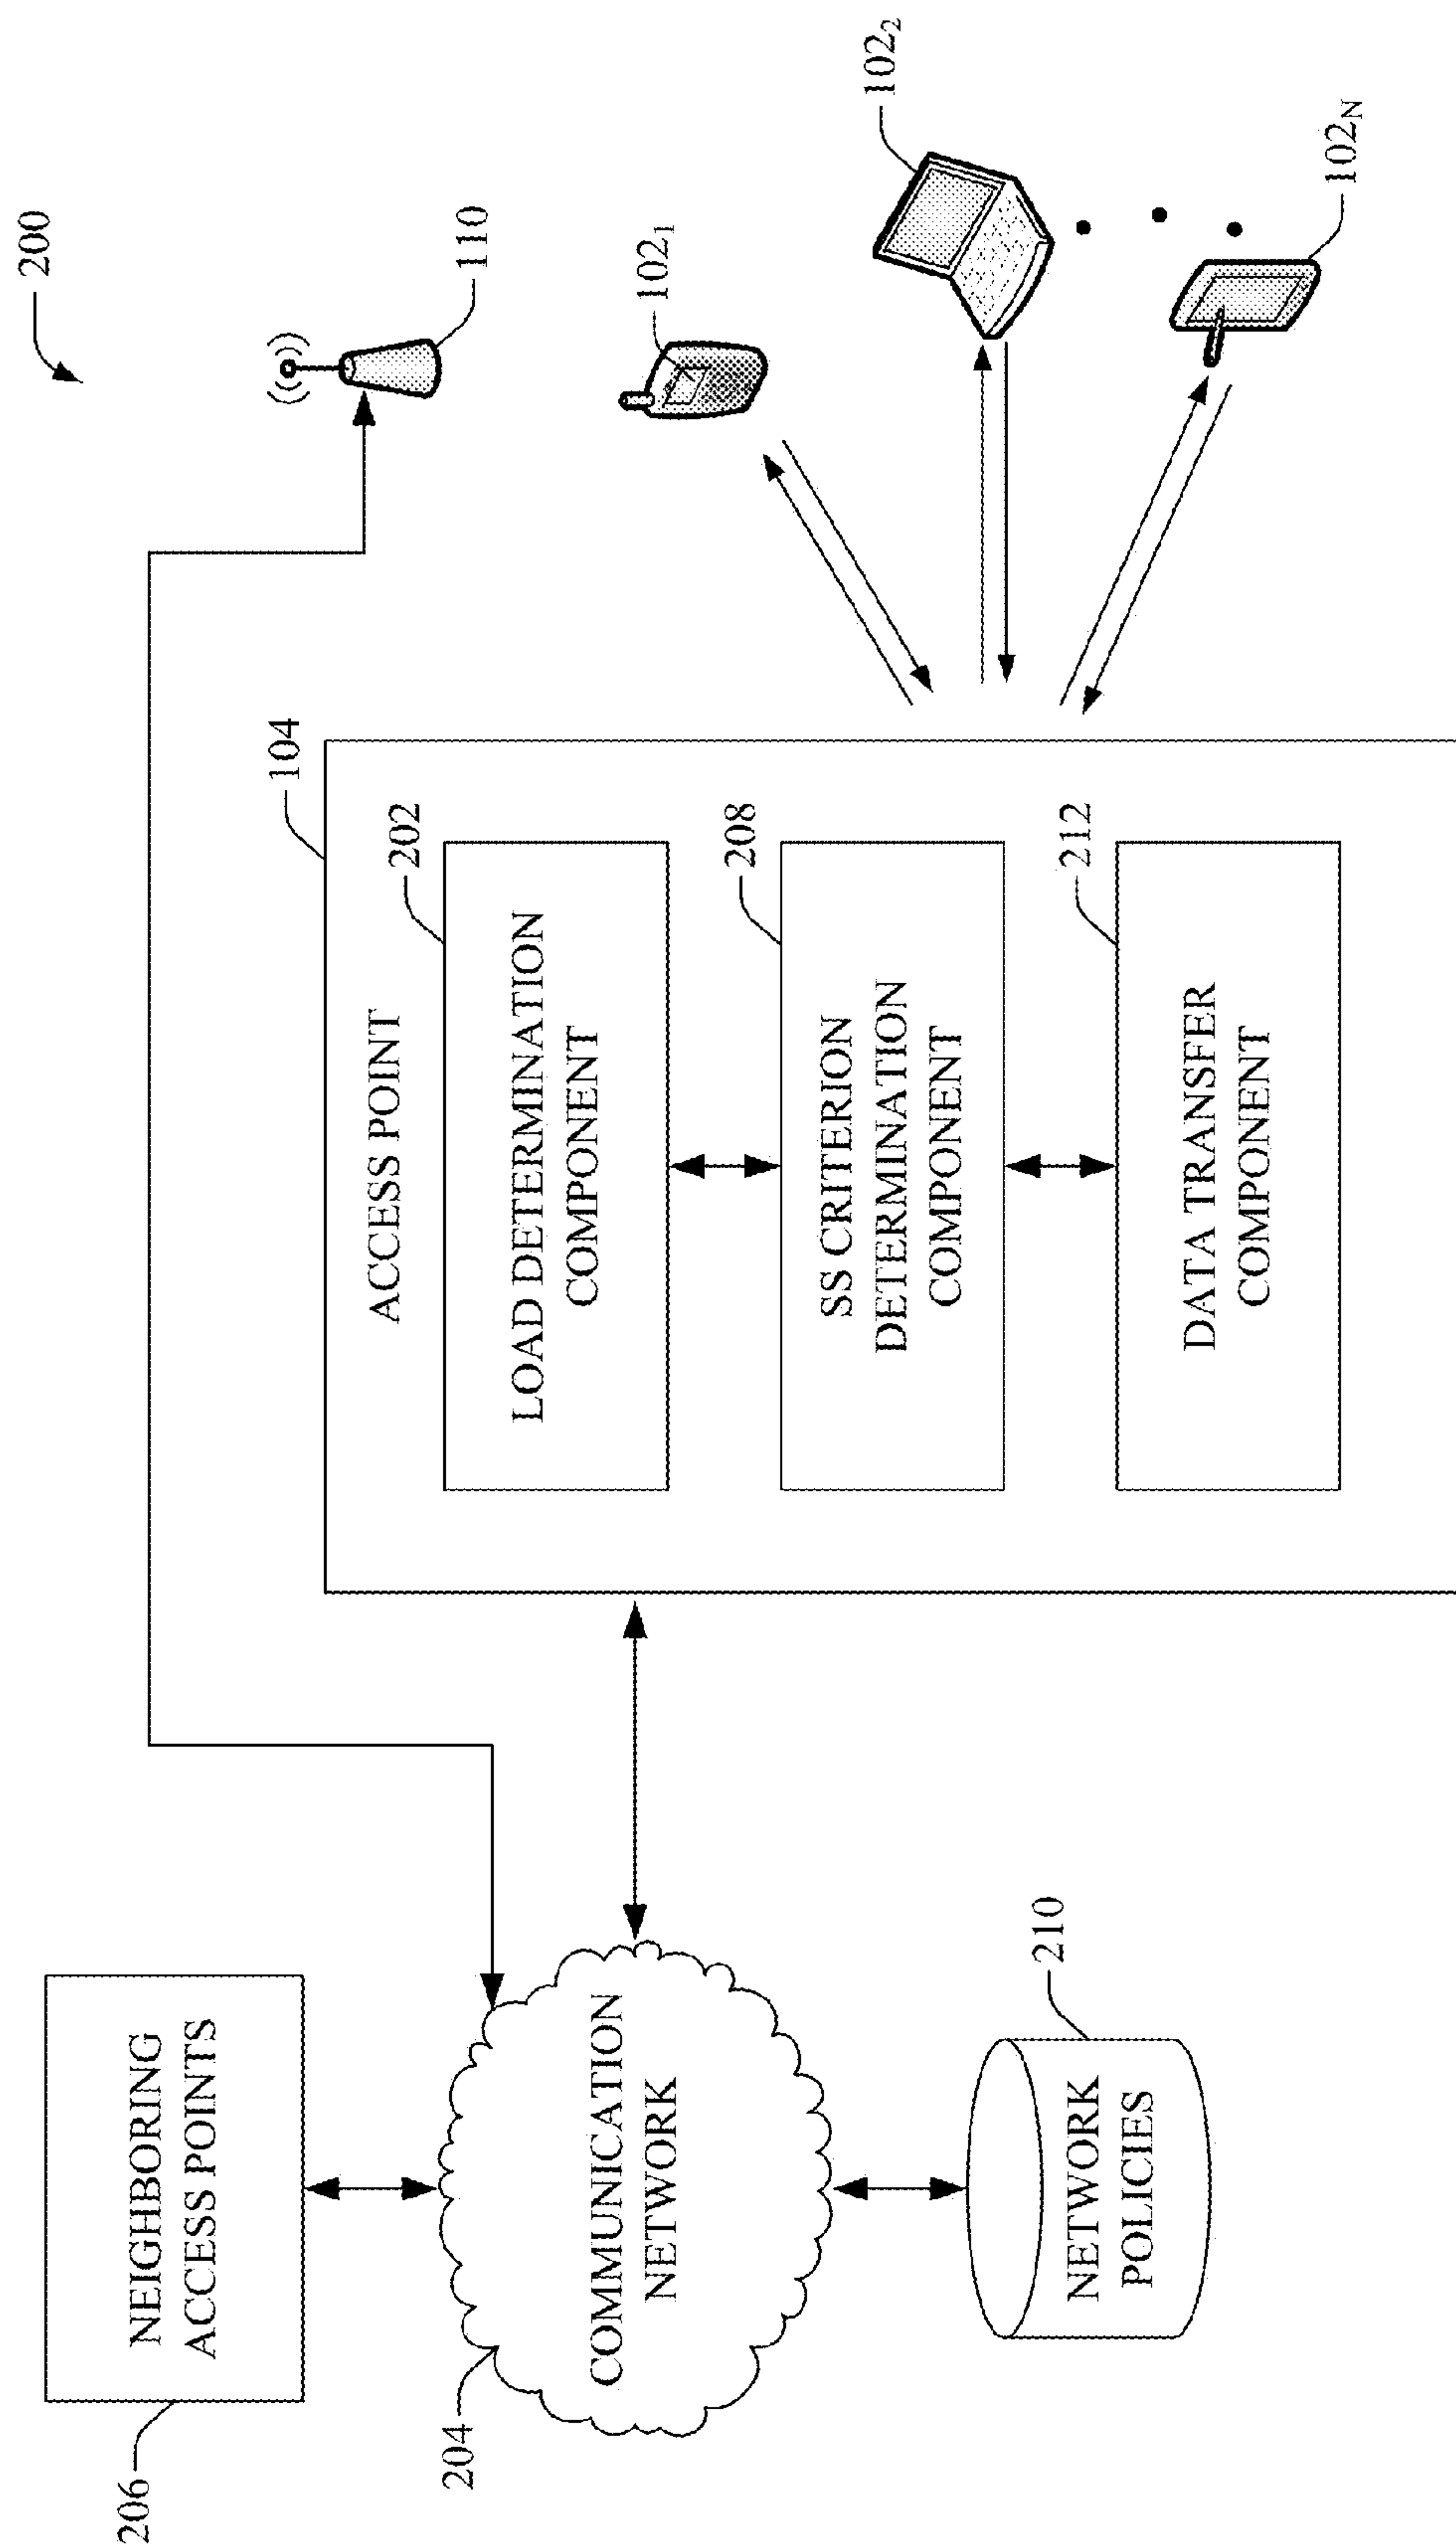 200
206
NEIGHBORING
ACCESS POINTS
110
104
ACCESS POINT
202
LOAD DETERMINATION
COMPONENT
102₁
204
COMMUNICATION
NETWORK
208
SS CRITERION
DETERMINATION
COMPONENT
102₂
210
NETWORK
POLICIES
212
DATA TRANSFER
COMPONENT
102N